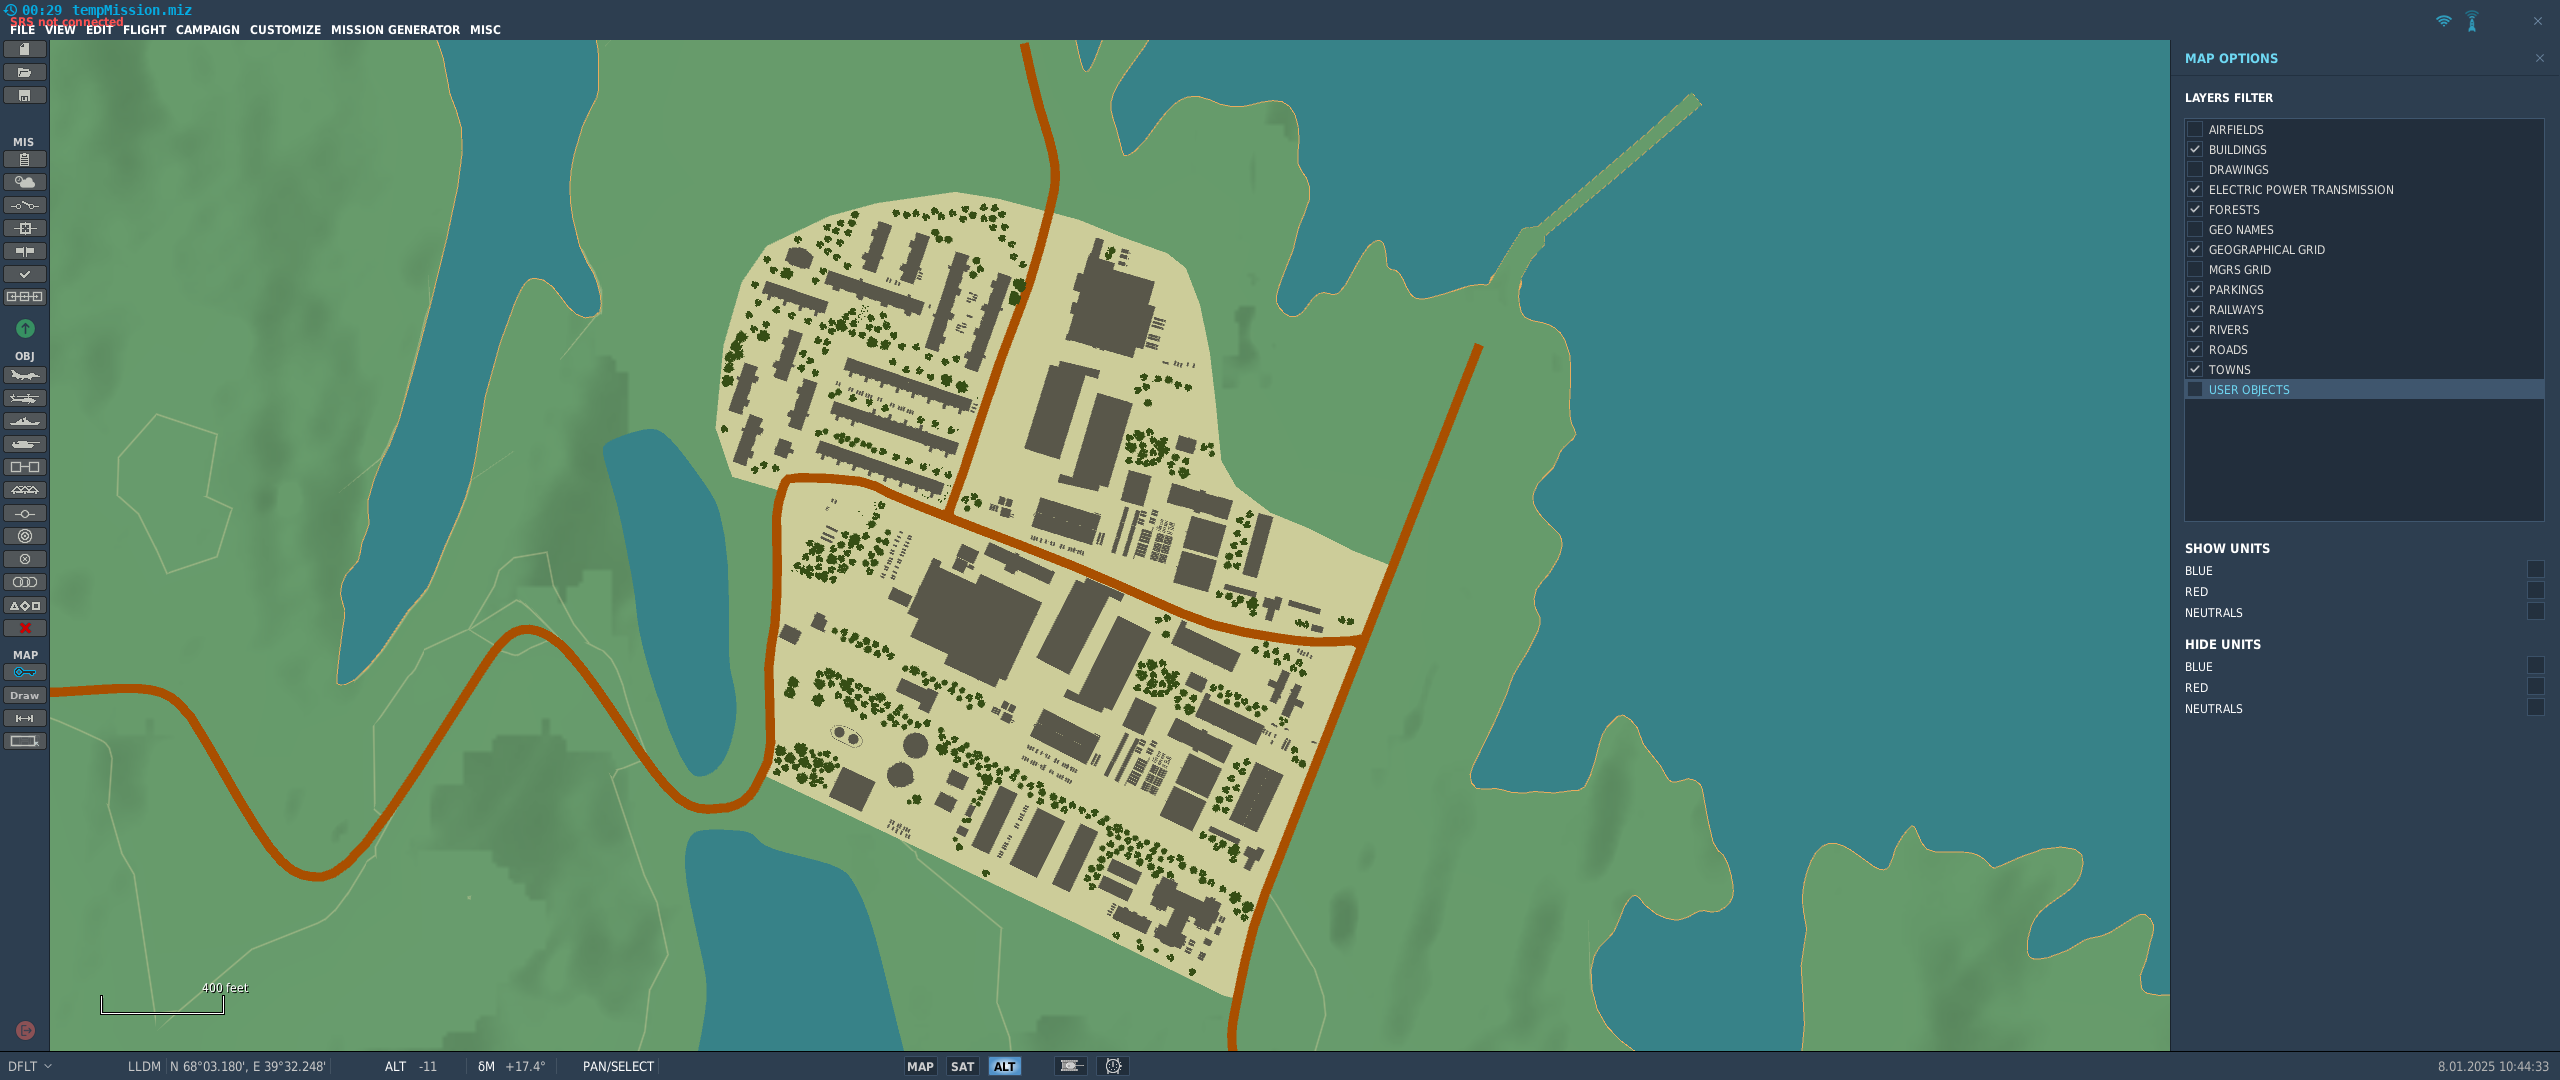 00:29 tempMission.miz
SRS not connected
FILE VIEW EDIT FLIGHT CAMPAIGN CUSTOMIZE MISSION GENERATOR MISC
MAP OPTIONS
LAYERS FILTER
AIRFIELDS
BUILDINGS
DRAWINGS
ELECTRIC POWER TRANSMISSION
FORESTS
GEO NAMES
GEOGRAPHICAL GRID
MGRS GRID
PARKINGS
RAILWAYS
RIVERS
ROADS
TOWNS
USER OBJECTS
SHOW UNITS
BLUE
RED
NEUTRALS
HIDE UNITS
BLUE
RED
NEUTRALS
MIS
OBJ
MAP
Draw
400 feet
DFLT LLDM N 68°03.180', E 39°32.248' ALT -11 δM +17.4° PAN/SELECT MAP SAT ALT 8.01.2025 10:44:33